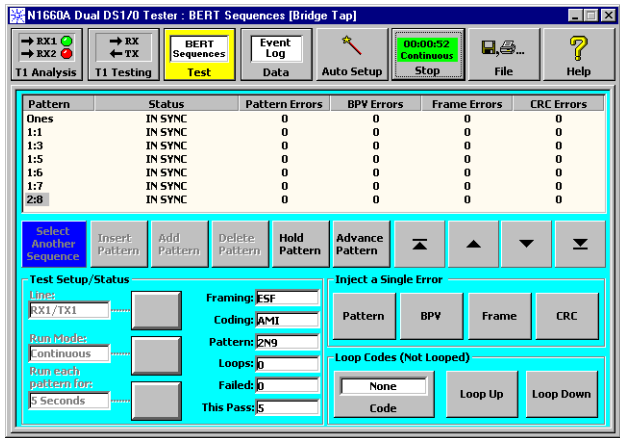 N1660A Dual DS1/0 Tester : BERT Sequences [Bridge Tap]
RX1
RX2
T1 Analysis
RX
TX
T1 Testing
BERT
Sequences
Test
Event
Log
Data
Auto Setup
00:00:52
Continuous
Stop
File
Help
Pattern Status Pattern Errors BPV Errors Frame Errors CRC Errors
Ones IN SYNC 0 0 0 0
1:1 IN SYNC 0 0 0 0
1:3 IN SYNC 0 0 0 0
1:5 IN SYNC 0 0 0 0
1:6 IN SYNC 0 0 0 0
1:7 IN SYNC 0 0 0 0
2:8 IN SYNC 0 0 0 0
Select
Another
Sequence
Insert
Pattern
Add
Pattern
Delete
Pattern
Hold
Pattern
Advance
Pattern
Test Setup/Status
Line:
RX1/TX1
Run Mode:
Continuous
Run each
pattern for:
5 Seconds
Framing: ESF
Coding: AMI
Pattern: 2N9
Loops: 0
Failed: 0
This Pass: 5
Inject a Single Error
Pattern
BPV
Frame
CRC
Loop Codes (Not Looped)
None
Code
Loop Up
Loop Down